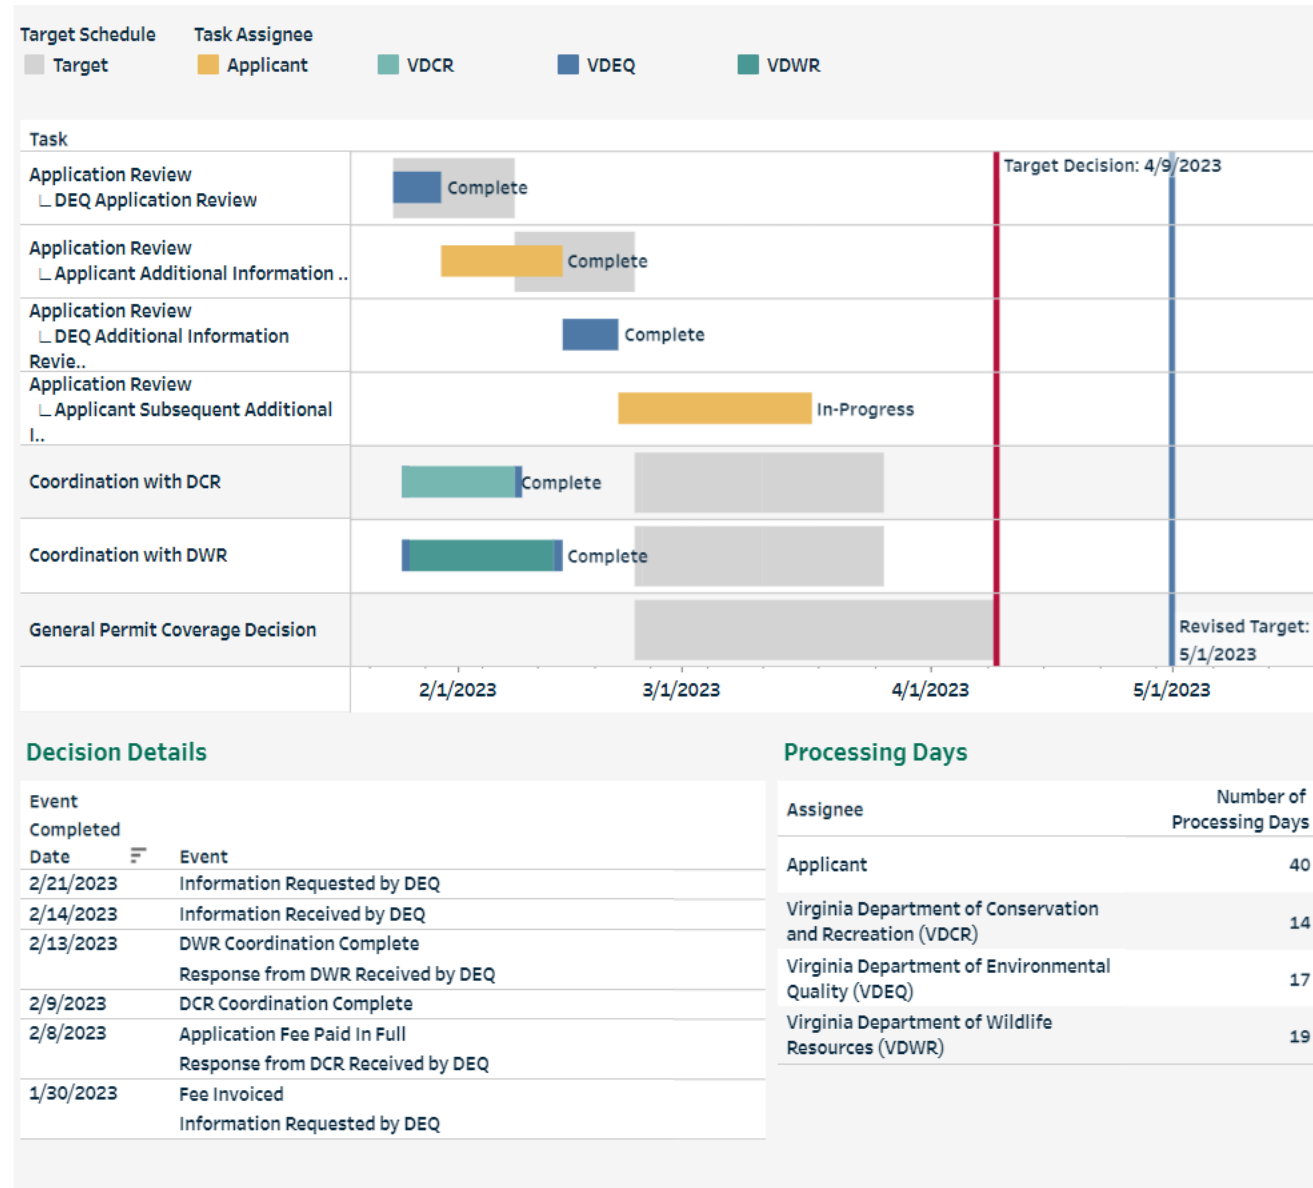 Target Schedule
Task Assignee
Target
Applicant
VDCR
VDEQ
VDWR
Task
Application Review
∟DEQ Application Review
Complete
Target Decision: 4/9/2023
Application Review
∟Applicant Additional Information ..
Complete
Application Review
∟DEQ Additional Information
Revie..
Complete
Application Review
∟Applicant Subsequent Additional
I..
In-Progress
Coordination with DCR
Complete
Coordination with DWR
Complete
General Permit Coverage Decision
Revised Target:
5/1/2023
2/1/2023
3/1/2023
4/1/2023
5/1/2023
Decision Details
Event
Completed
Date
Event
2/21/2023
Information Requested by DEQ
2/14/2023
Information Received by DEQ
2/13/2023
DWR Coordination Complete
Response from DWR Received by DEQ
2/9/2023
DCR Coordination Complete
2/8/2023
Application Fee Paid In Full
Response from DCR Received by DEQ
1/30/2023
Fee Invoiced
Information Requested by DEQ
Processing Days
Assignee
Number of
Processing Days
Applicant
40
Virginia Department of Conservation
and Recreation (VDCR)
14
Virginia Department of Environmental
Quality (VDEQ)
17
Virginia Department of Wildlife
Resources (VDWR)
19